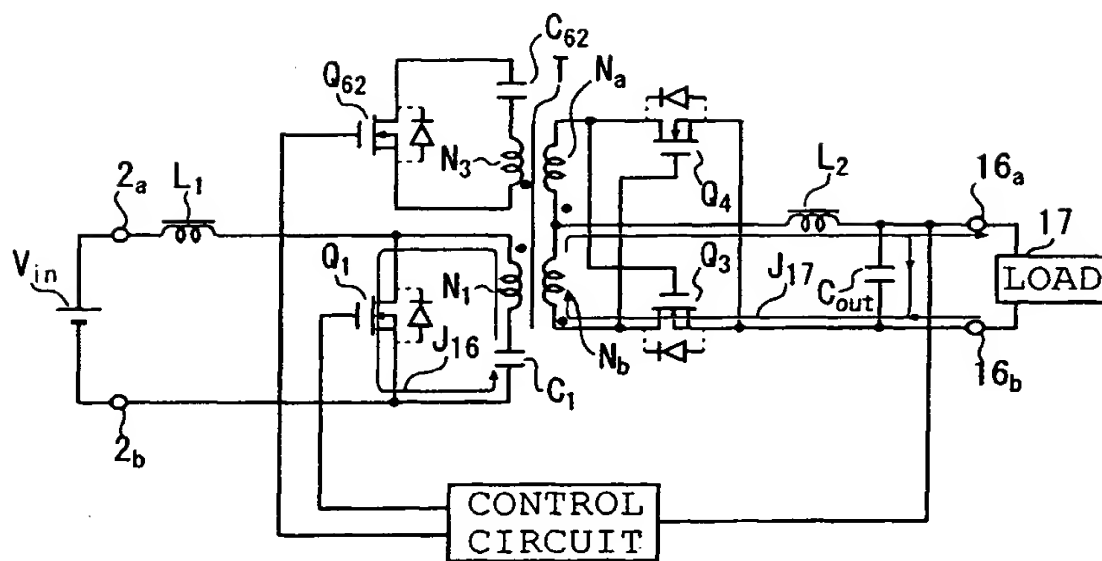 C62
T
Na
Q62
N3
Q4
L2
16a
17
2a
L1
Vin
Q1
N1
Q3
J17
Cout
LOAD
J16
Nb
C1
16b
2b
CONTROL
CIRCUIT